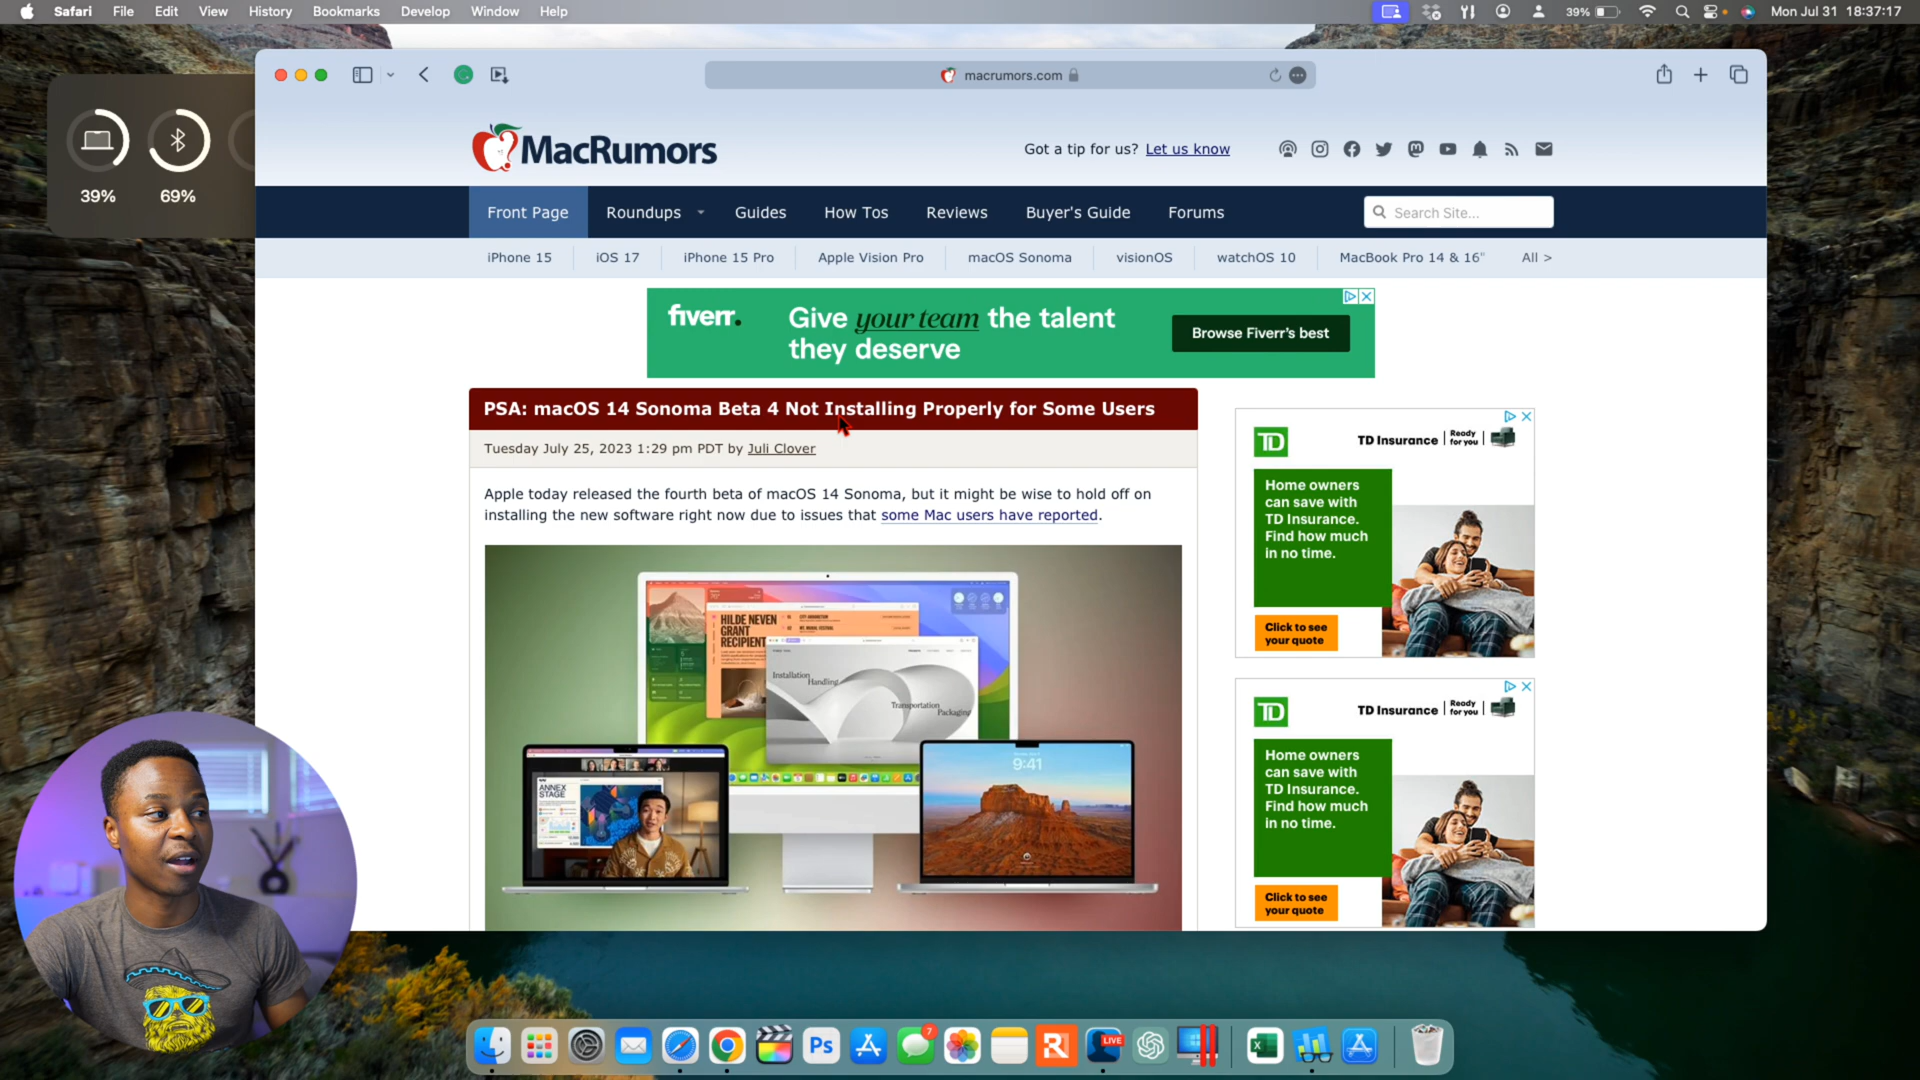 Safari File Edit View History Bookmarks Develop Window Help
39% Mon Jul 31 18:37:17
macrumors.com
39% 69%
MacRumors
Got a tip for us? Let us know
Front Page Roundups Guides How Tos Reviews Buyer's Guide Forums
Search Site...
iPhone 15 iOS 17 iPhone 15 Pro Apple Vision Pro macOS Sonoma visionOS watchOS 10 MacBook Pro 14 & 16" All >
fiverr.
Give your team the talent
they deserve
Browse Fiverr's best
PSA: macOS 14 Sonoma Beta 4 Not Installing Properly for Some Users
Tuesday July 25, 2023 1:29 pm PDT by Juli Clover
Apple today released the fourth beta of macOS 14 Sonoma, but it might be wise to hold off on
installing the new software right now due to issues that some Mac users have reported.
HILDE NEVEN
GRANT
RECIPIENT
Installation
Handling
Transportation
Packaging
ANNEX
STAGE
9:41
TD
TD Insurance
Ready
for you
Home owners
can save with
TD Insurance.
Find how much
in no time.
Click to see
your quote
TD
TD Insurance
Ready
for you
Home owners
can save with
TD Insurance.
Find how much
in no time.
Click to see
your quote
Ps
7
R
LIVE
X